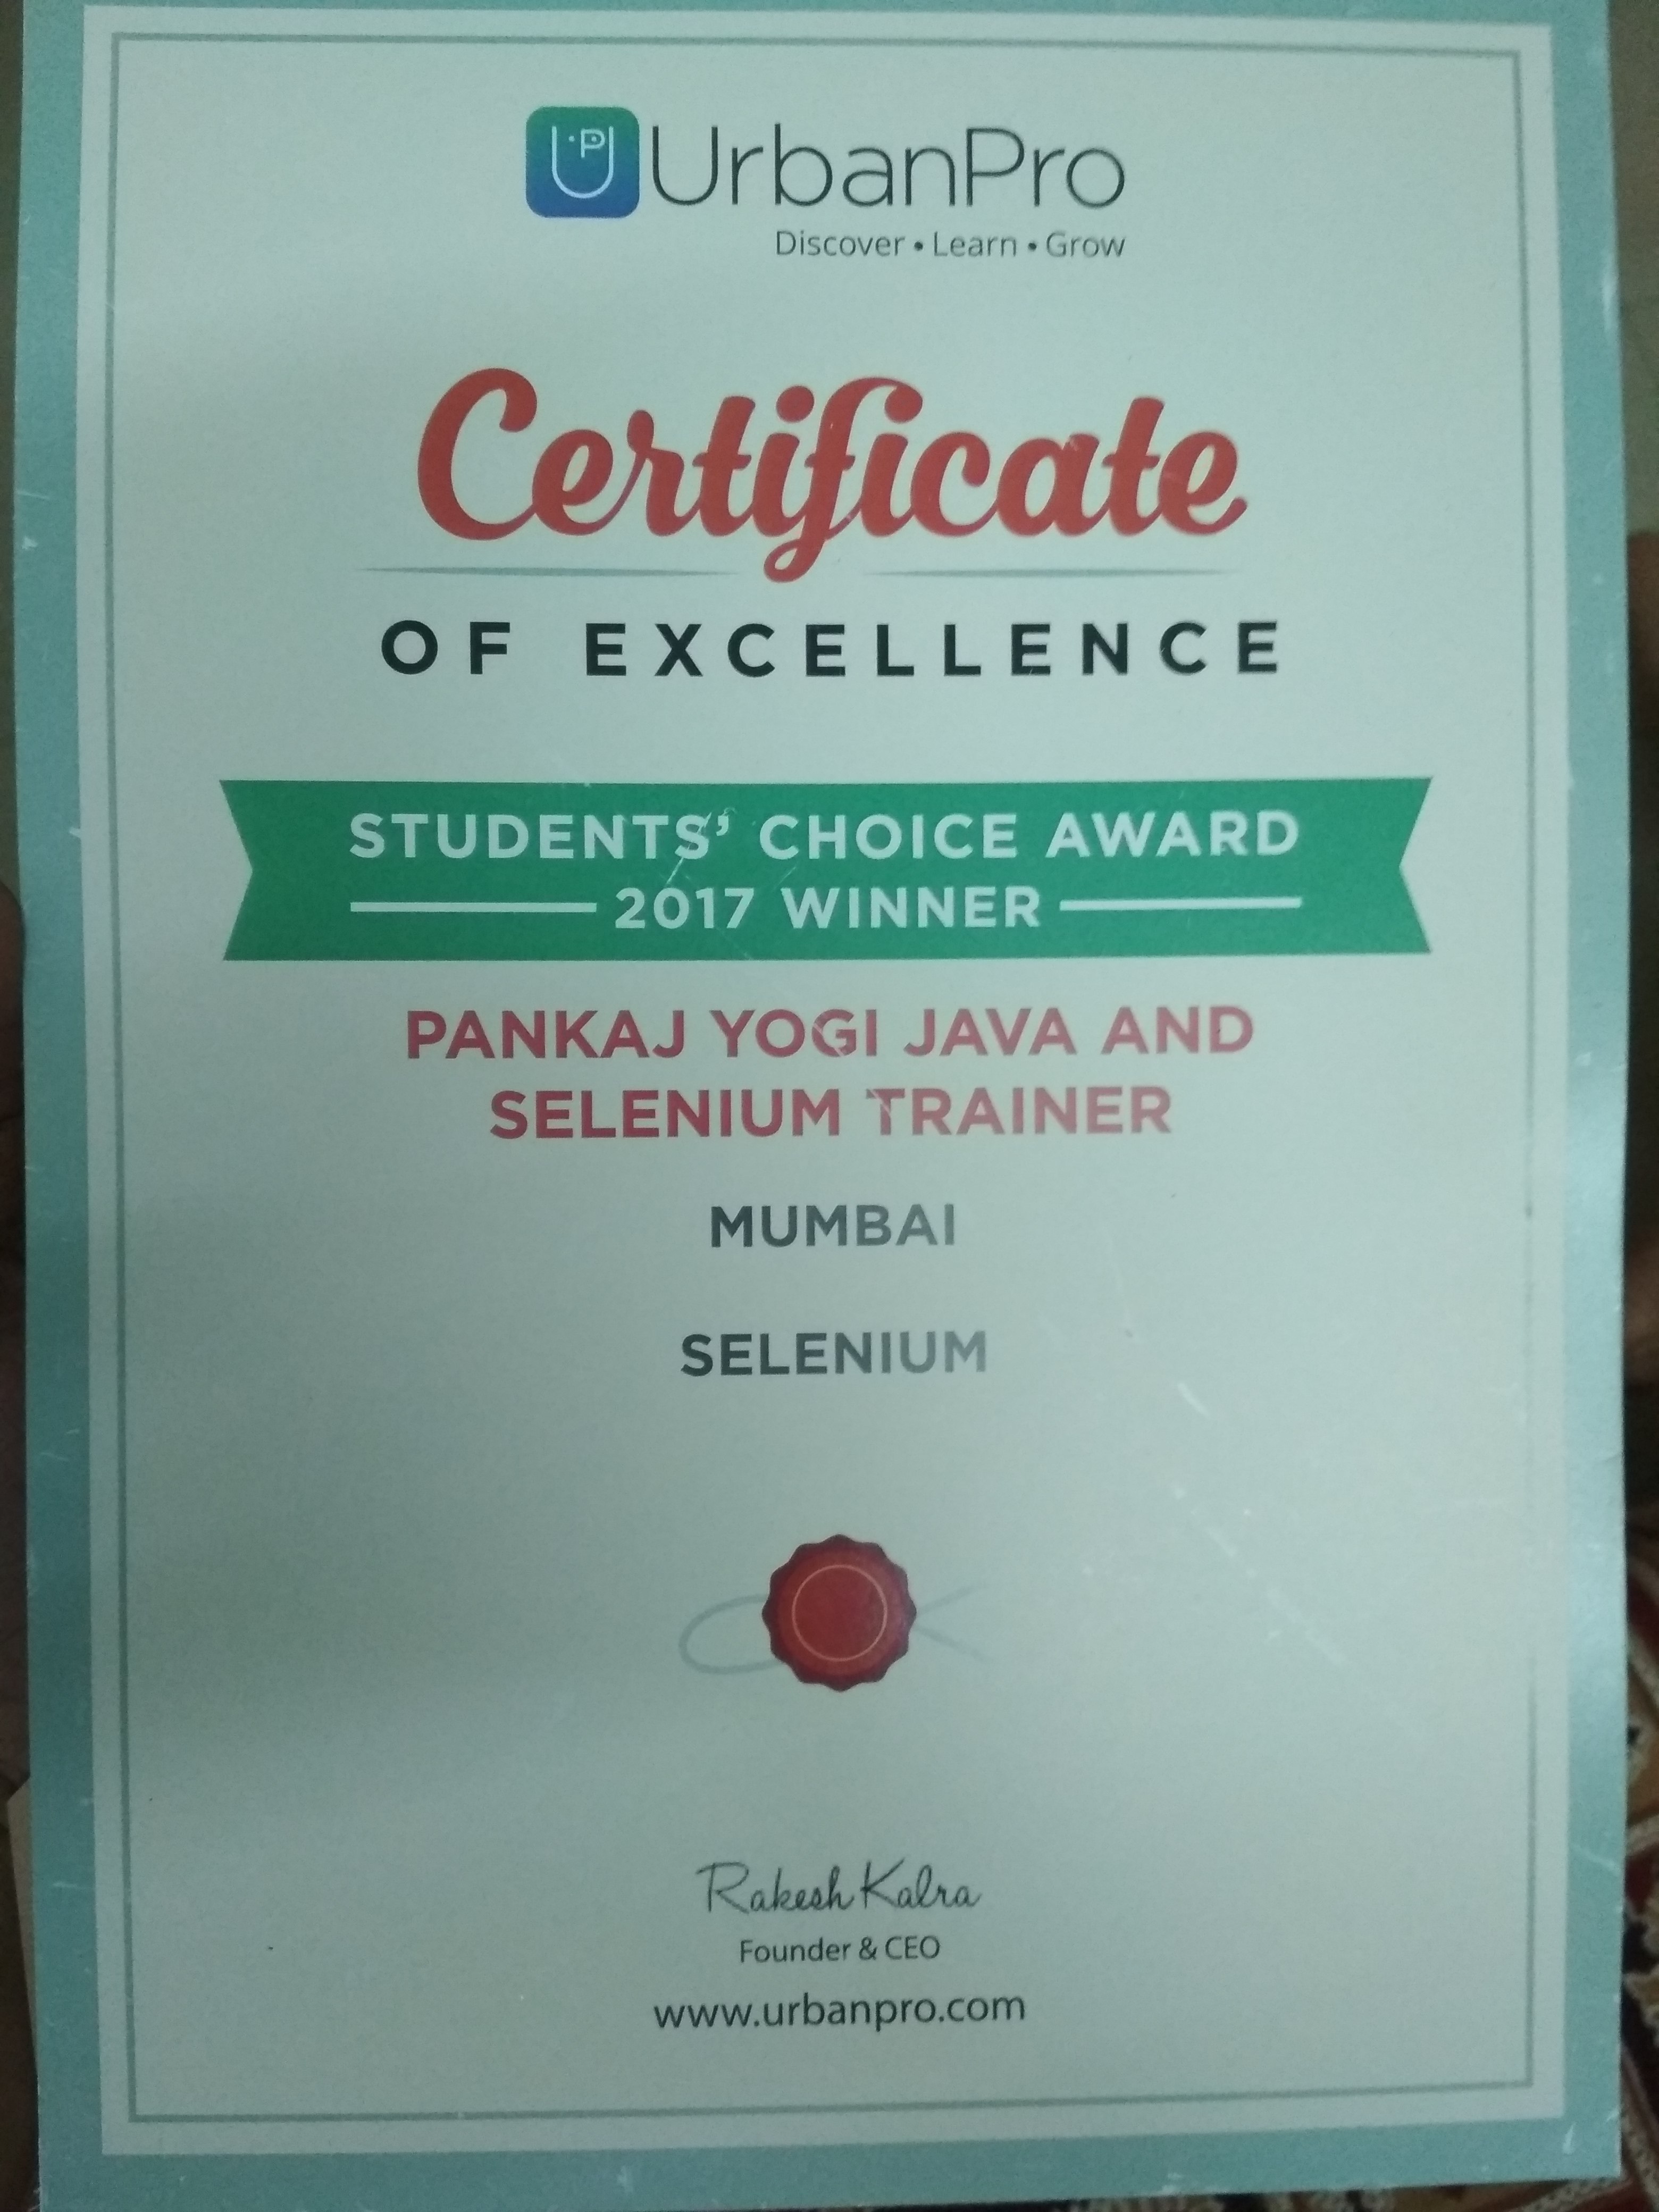 UP UrbanPro
Discover • Learn • Grow
Certificate
OF EXCELLENCE
STUDENTS’ CHOICE AWARD
2017 WINNER
PANKAJ YOGI JAVA AND
SELENIUM TRAINER
MUMBAI
SELENIUM
Rakesh Kalra
Founder & CEO
www.urbanpro.com